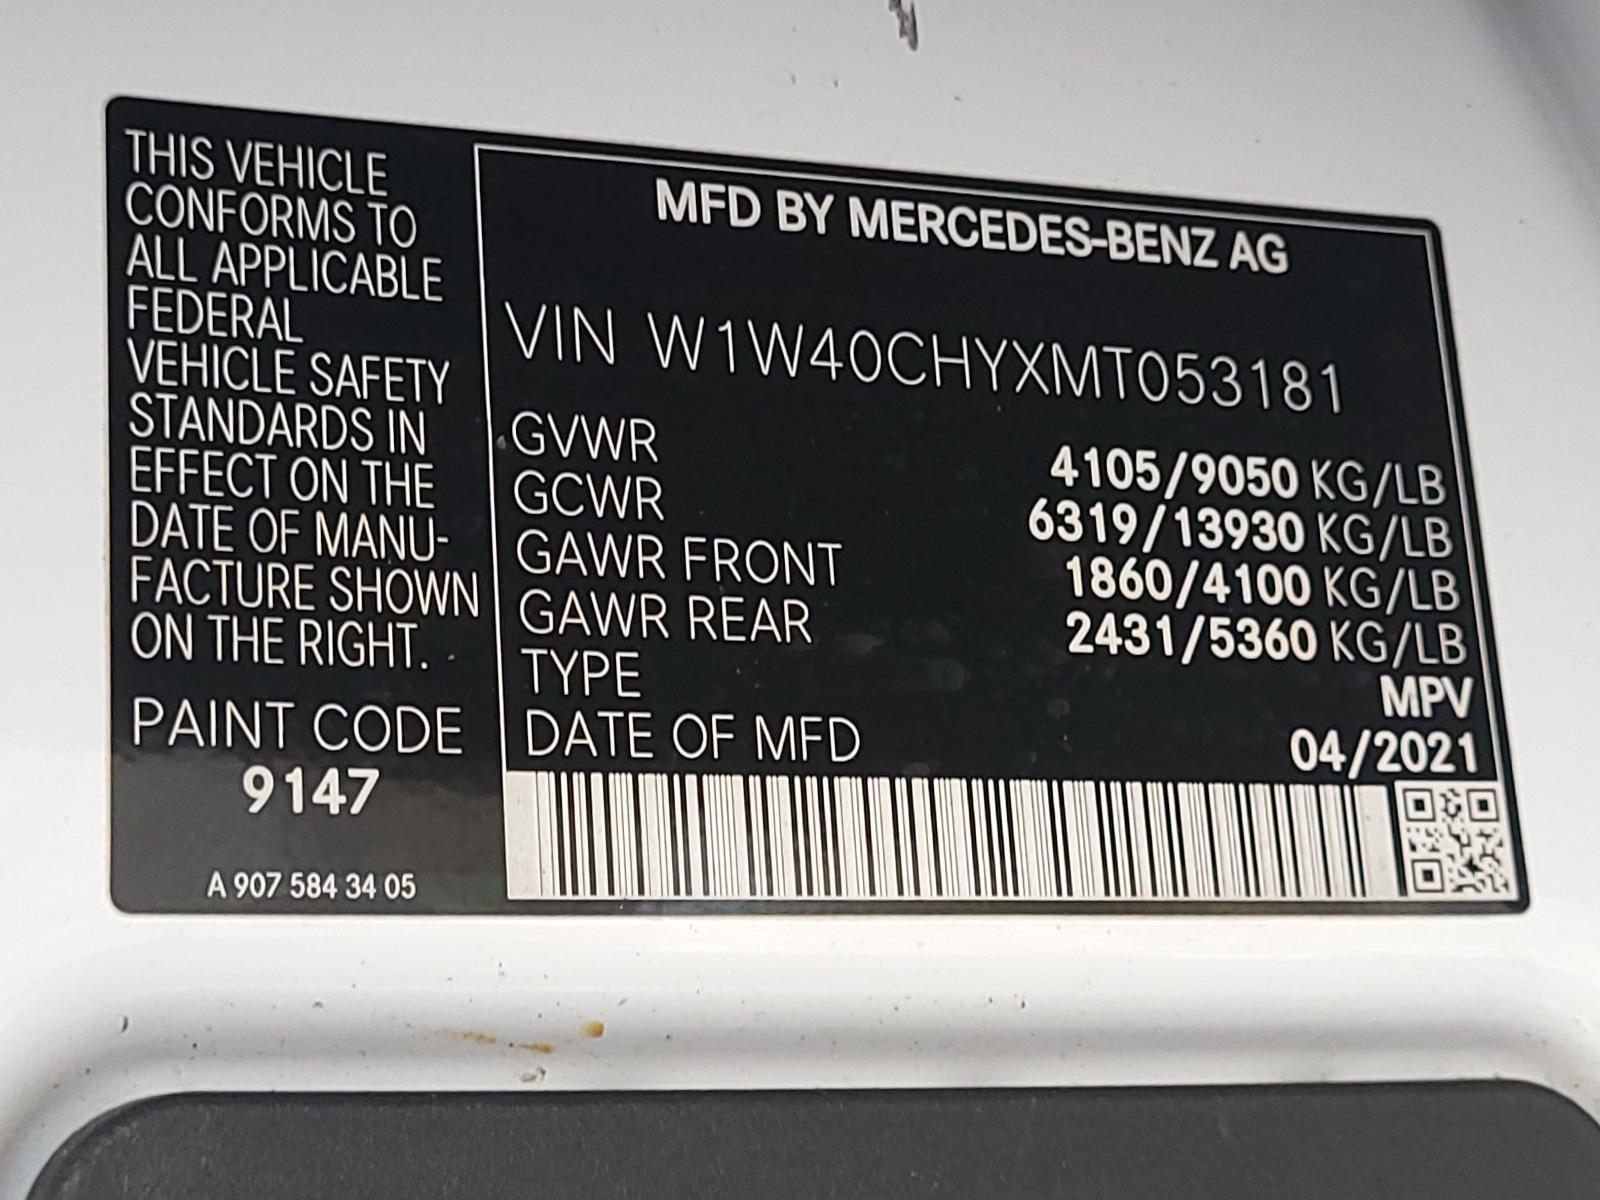 THIS VEHICLE
CONFORMS TO
ALL APPLICABLE
FEDERAL
VEHICLE SAFETY
STANDARDS IN
EFFECT ON THE
DATE OF MANU-
FACTURE SHOWN
ON THE RIGHT.
PAINT CODE
9147
A 907 584 34 05
MFD BY MERCEDES-BENZ AG
VIN W1W40CHYXMT053181
GVWR 4105/9050 KG/LB
GCWR 6319/13930 KG/LB
GAWR FRONT 1860/4100 KG/LB
GAWR REAR 2431/5360 KG/LB
TYPE MPV
DATE OF MFD 04/2021